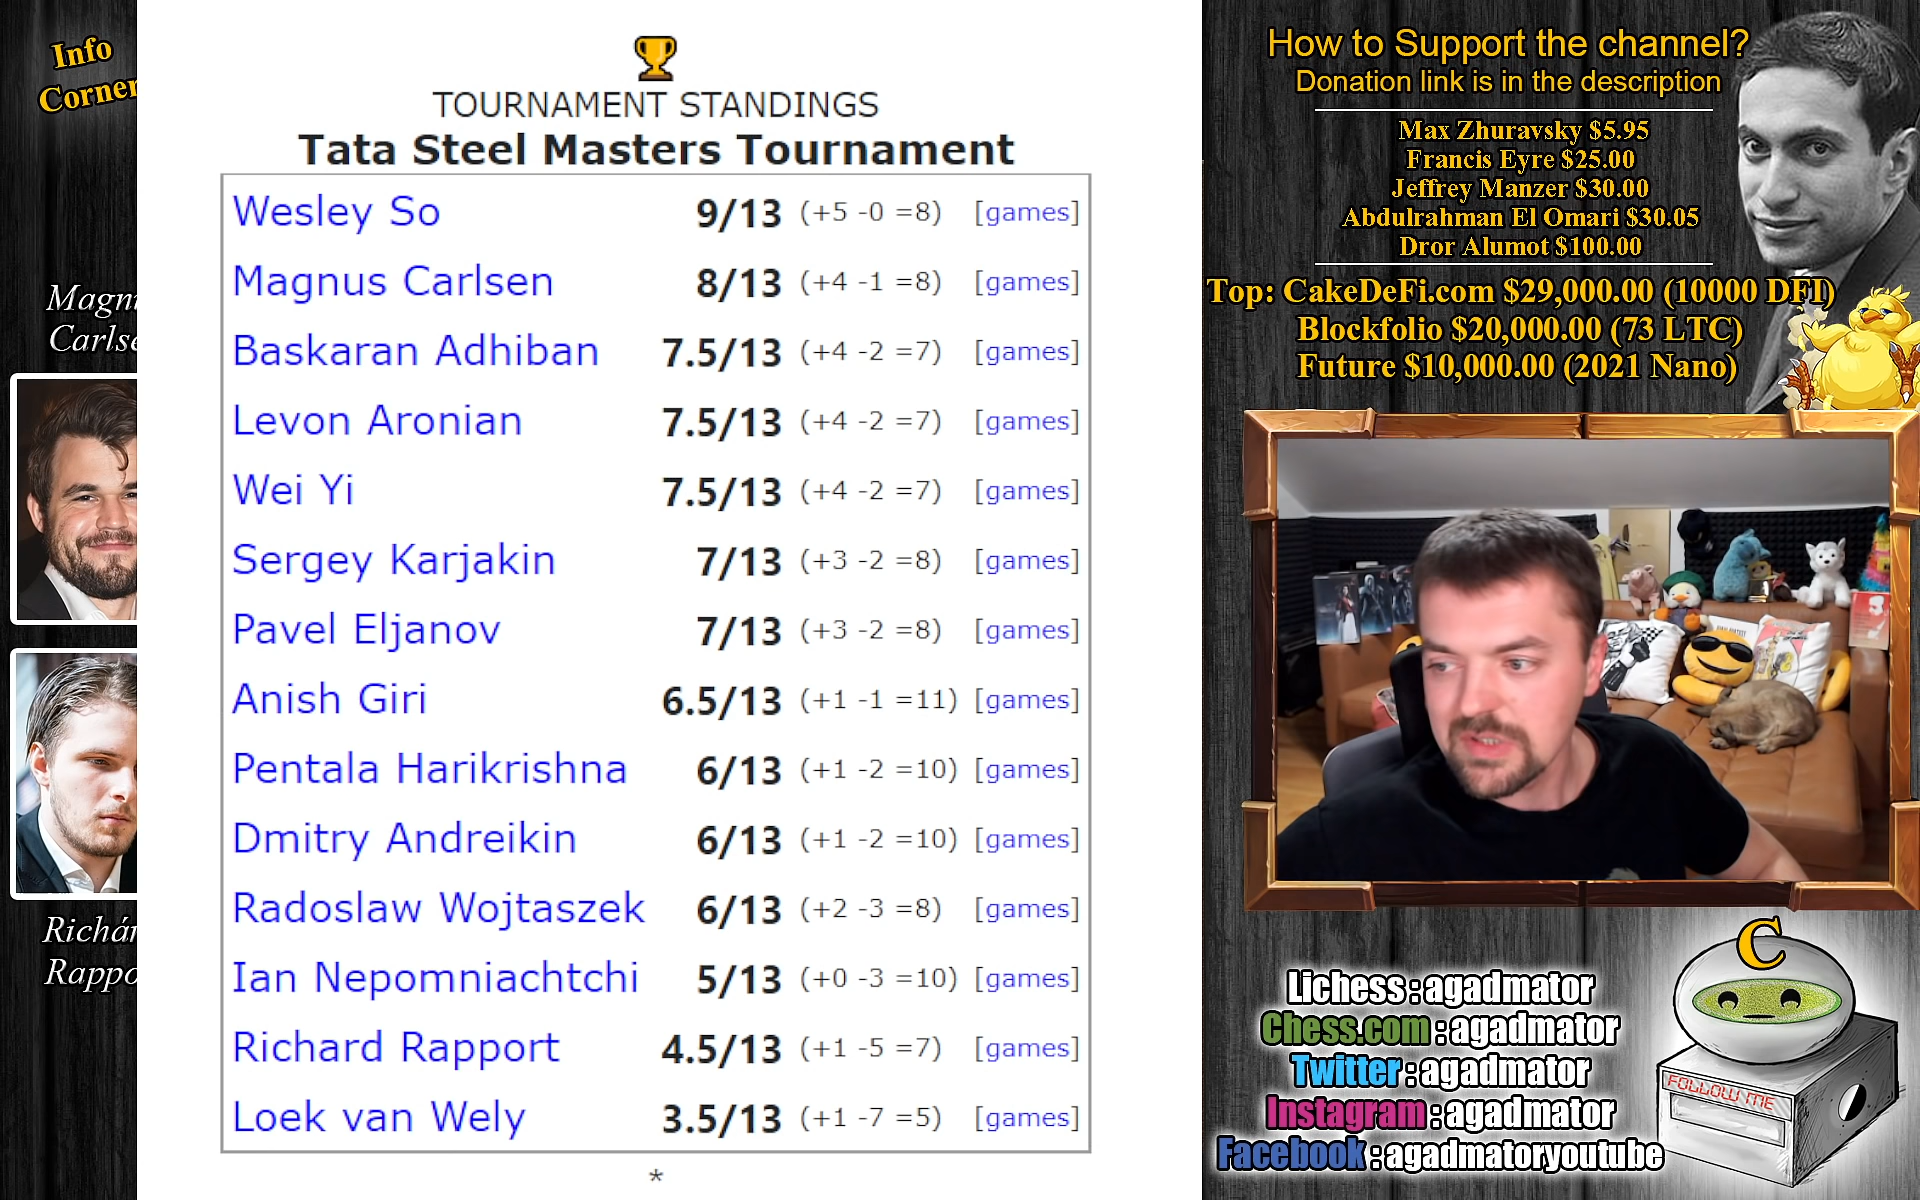 Info
Corner
Magn
Carlse
Richár
Rappo
TOURNAMENT STANDINGS
Tata Steel Masters Tournament
Wesley So 9/13 (+5 -0 =8) [games]
Magnus Carlsen 8/13 (+4 -1 =8) [games]
Baskaran Adhiban 7.5/13 (+4 -2 =7) [games]
Levon Aronian 7.5/13 (+4 -2 =7) [games]
Wei Yi 7.5/13 (+4 -2 =7) [games]
Sergey Karjakin 7/13 (+3 -2 =8) [games]
Pavel Eljanov 7/13 (+3 -2 =8) [games]
Anish Giri 6.5/13 (+1 -1 =11) [games]
Pentala Harikrishna 6/13 (+1 -2 =10) [games]
Dmitry Andreikin 6/13 (+1 -2 =10) [games]
Radoslaw Wojtaszek 6/13 (+2 -3 =8) [games]
Ian Nepomniachtchi 5/13 (+0 -3 =10) [games]
Richard Rapport 4.5/13 (+1 -5 =7) [games]
Loek van Wely 3.5/13 (+1 -7 =5) [games]
*
How to Support the channel?
Donation link is in the description
Max Zhuravsky $5.95
Francis Eyre $25.00
Jeffrey Manzer $30.00
Abdulrahman El Omari $30.05
Dror Alumot $100.00
Top: CakeDeFi.com $29,000.00 (10000 DFI)
Blockfolio $20,000.00 (73 LTC)
Future $10,000.00 (2021 Nano)
Lichess : agadmator
Chess.com : agadmator
Twitter : agadmator
Instagram : agadmator
Facebook : agadmatoryoutube
C
FOLLOW ME